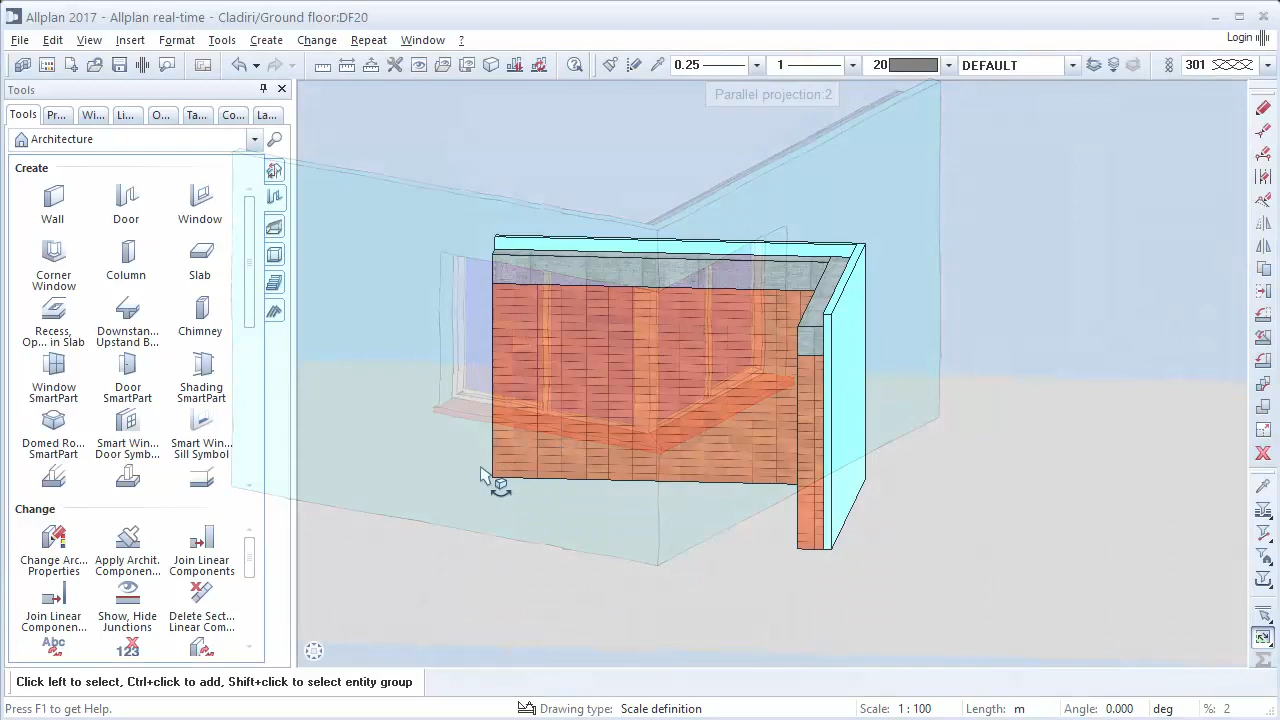 Allplan 2017 - Allplan real-time - Cladiri/Ground floor:DF20
File Edit View Insert Format Tools Create Change Repeat Window ?
Login
0.25 1 20 DEFAULT 301
Tools
Parallel projection:2
Tools Pr... Wi... Li... O... Ta... Co... La...
Architecture
Create
Wall Door Window
Corner Window Column Slab
Recess, Op... in Slab Downstan... Upstand B... Chimney
Window SmartPart Door SmartPart Shading SmartPart
Domed Ro... SmartPart Smart Win... Door Symb... Smart Win... Sill Symbol
Change
Change Arc... Properties Apply Archit... Componen... Join Linear Components
Join Linear Componen... Show, Hide Junctions Delete Sect... Linear Com...
Abc 123
Click left to select, Ctrl+click to add, Shift+click to select entity group
Press F1 to get Help. Drawing type: Scale definition Scale: 1 : 100 Length: m Angle: 0.000 deg %: 2